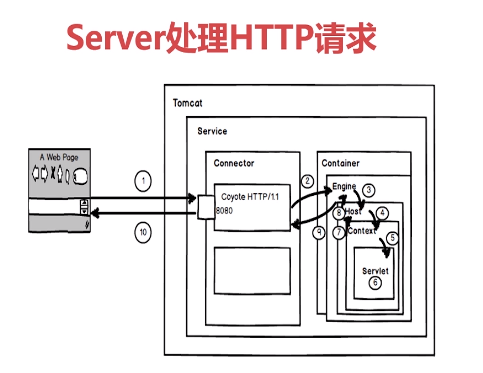 Server处理HTTP请求
Tomcat
Service
A Web Page
Connector
Container
1
Coyote HTTP/1.1
8080
2
Engine
3
8
Host
4
9
7
Context
5
10
Servlet
6